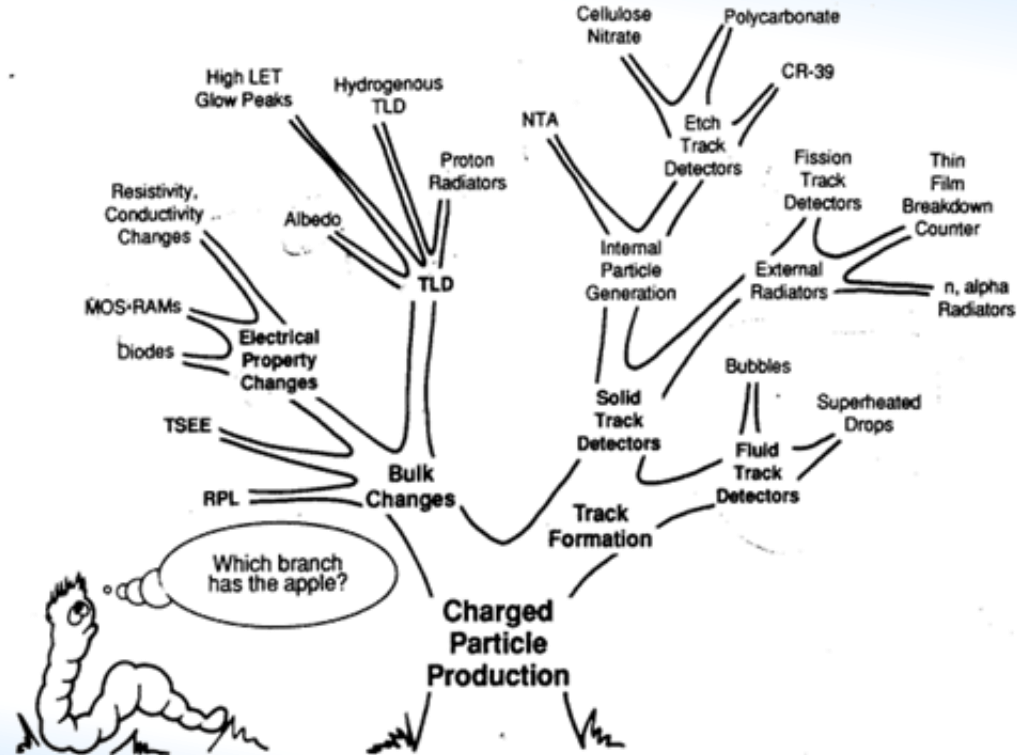 Cellulose
Nitrate
Polycarbonate
CR-39
High LET
Glow Peaks
Hydrogenous
TLD
NTA
Etch
Track
Detectors
Proton
Radiators
Fission
Track
Detectors
Thin
Film
Breakdown
Counter
Resistivity,
Conductivity
Changes
Albedo
TLD
Internal
Particle
Generation
External
Radiators
n, alpha
Radiators
MOS-RAMs
Diodes
Electrical
Property
Changes
Bubbles
Superheated
Drops
Solid
Track
Detectors
Fluid
Track
Detectors
TSEE
RPL
Bulk
Changes
Track
Formation
Which branch
has the apple?
Charged
Particle
Production